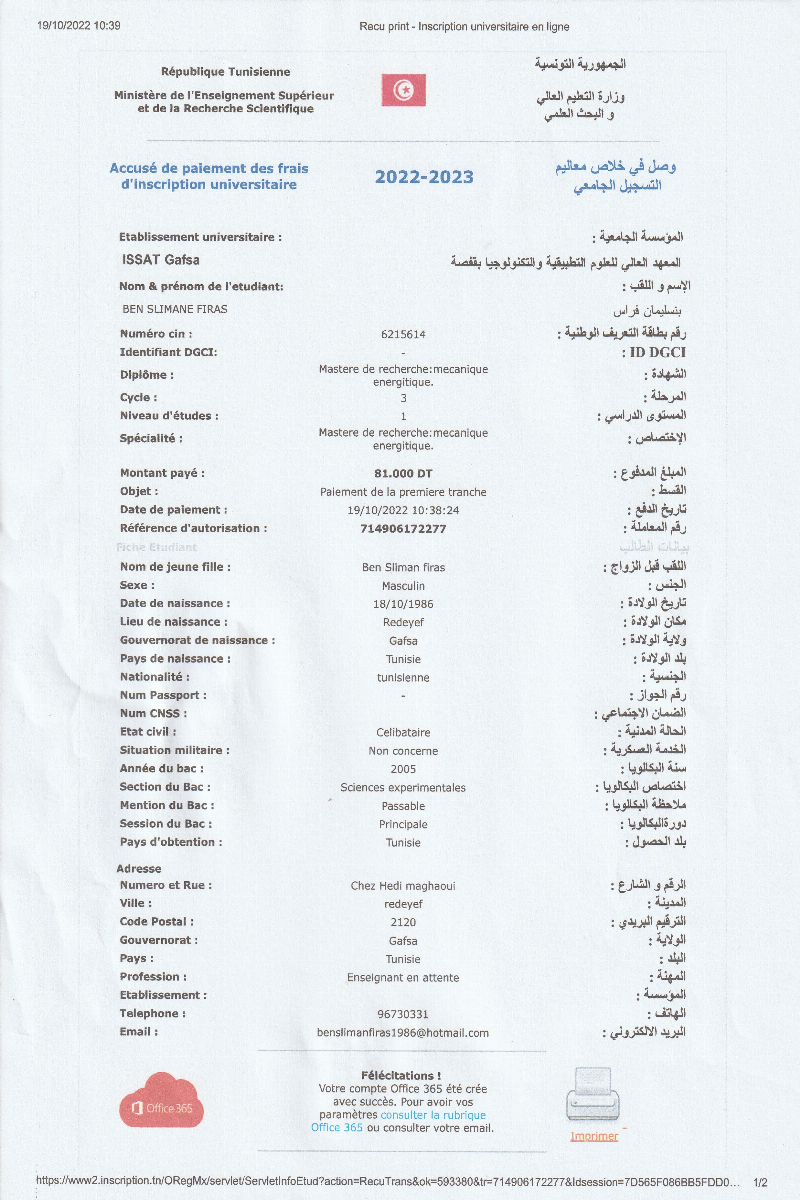 19/10/2022 10:39
Recu print - Inscription universitaire en ligne
République Tunisienne
الجمهورية التونسية
Ministère de l'Enseignement Supérieur
et de la Recherche Scientifique
وزارة التعليم العالي
و البحث العلمي
Accusé de paiement des frais
d'inscription universitaire
2022-2023
وصل في خلاص معاليم
التسجيل الجامعي
Etablissement universitaire :
المؤسسة الجامعية :
ISSAT Gafsa
المعهد العالي للعلوم التطبيقية والتكنولوجيا بقفصة
Nom & prénom de l'etudiant:
الإسم و اللقب :
BEN SLIMANE FIRAS
بنسليمان فراس
Numéro cin : 6215614 رقم بطاقة التعريف الوطنية :
Identifiant DGCI: - ID DGCI :
Diplôme : Mastere de recherche:mecanique
energitique. الشهادة :
Cycle : 3 المرحلة :
Niveau d'études : 1 المستوى الدراسي :
Spécialité : Mastere de recherche:mecanique
energitique. الإختصاص :
Montant payé : 81.000 DT المبلغ المدفوع :
Objet : Paiement de la premiere tranche القسط :
Date de paiement : 19/10/2022 10:38:24 تاريخ الدفع :
Référence d'autorisation : 714906172277 رقم المعاملة :
Fiche Etudiant بيانات الطالب
Nom de jeune fille : Ben Sliman firas اللقب قبل الزواج :
Sexe : Masculin الجنس :
Date de naissance : 18/10/1986 تاريخ الولادة :
Lieu de naissance : Redeyef مكان الولادة :
Gouvernorat de naissance : Gafsa ولاية الولادة :
Pays de naissance : Tunisie بلد الولادة :
Nationalité : tunisienne الجنسية :
Num Passport : - رقم الجواز :
Num CNSS : الضمان الاجتماعي :
Etat civil : Celibataire الحالة المدنية :
Situation militaire : Non concerne الخدمة العسكرية :
Année du bac : 2005 سنة البكالويا :
Section du Bac : Sciences experimentales اختصاص البكالويا :
Mention du Bac : Passable ملاحظة البكالويا :
Session du Bac : Principale دورةالبكالويا :
Pays d'obtention : Tunisie بلد الحصول :
Adresse
Numero et Rue : Chez Hedi maghaoui الرقم و الشارع :
Ville : redeyef المدينة :
Code Postal : 2120 الترقيم البريدي :
Gouvernorat : Gafsa الولاية :
Pays : Tunisie البلد :
Profession : Enseignant en attente المهنة :
Etablissement : المؤسسة :
Telephone : 96730331 الهاتف :
Email : benslimanfiras1986@hotmail.com البريد الالكتروني :
Félécitations !
Votre compte Office 365 été crée
avec succès. Pour avoir vos
paramètres consulter la rubrique
Office 365 ou consulter votre email.
Office 365
Imprimer
https://www2.inscription.tn/ORegMx/servlet/ServletInfoEtud?action=RecuTrans&ok=593380&tr=714906172277&Idsession=7D565F086BB5FDD0... 1/2